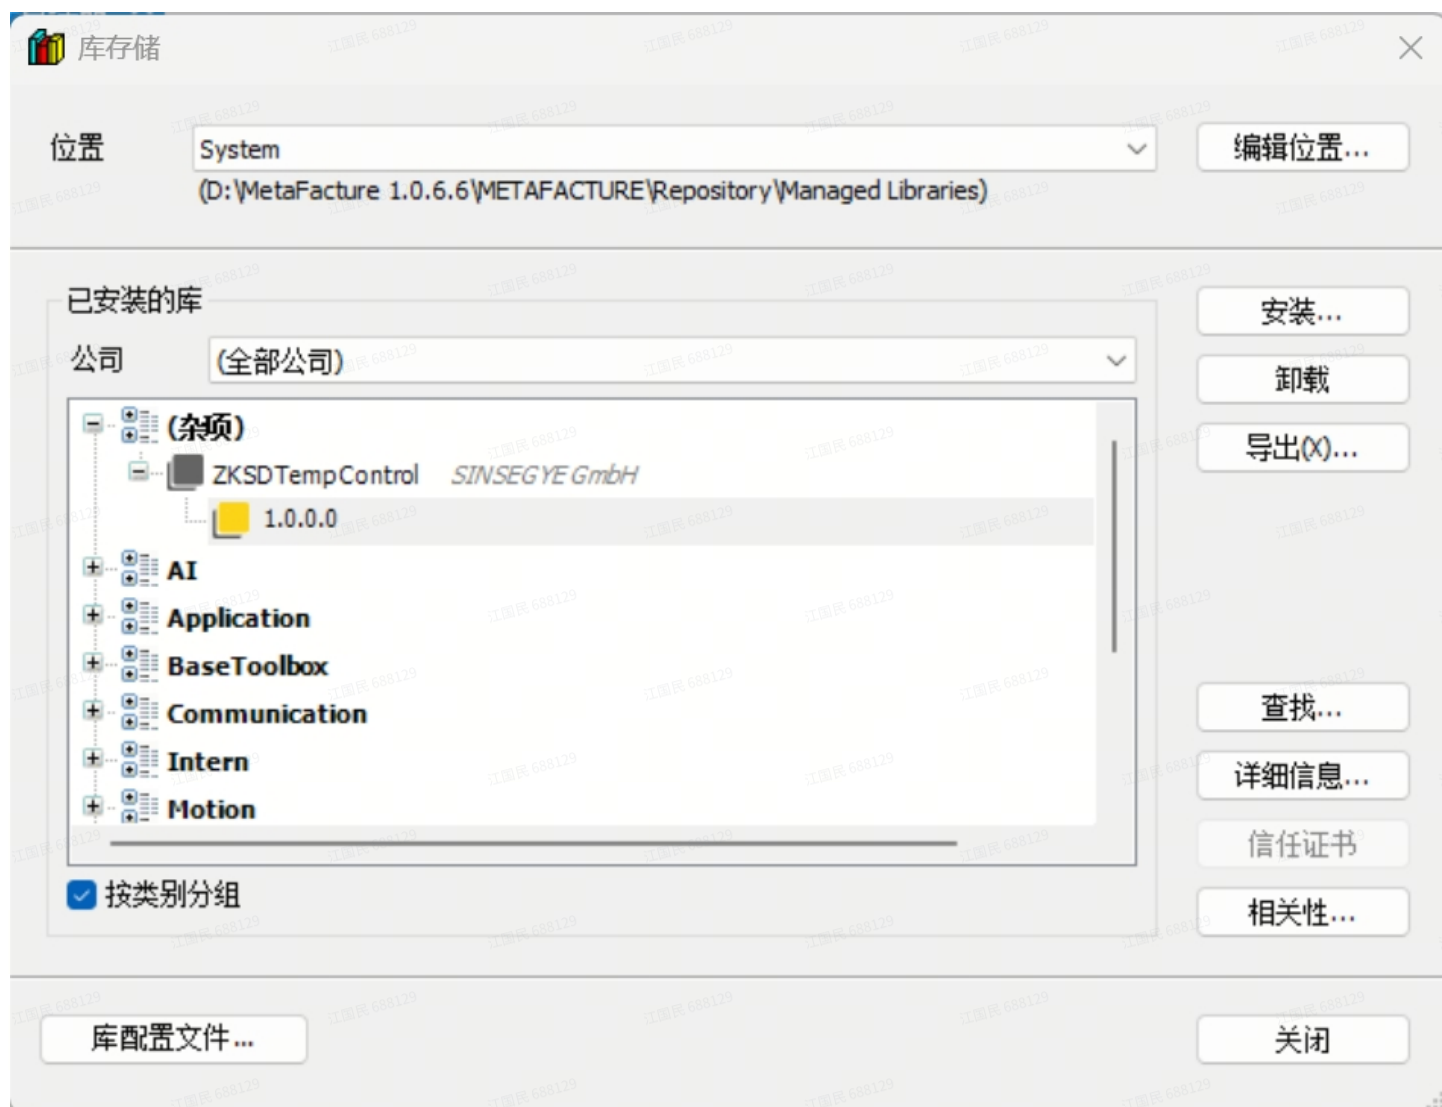 库存储
位置
System
编辑位置...
(D:\MetaFacture 1.0.6.6\METAFACTURE\Repository\Managed Libraries)
已安装的库
安装...
公司
(全部公司)
卸载
(杂项)
导出(X)...
ZKSDTempControl SINSEGYE GmbH
1.0.0.0
AI
Application
BaseToolbox
Communication
查找...
Intern
详细信息...
Motion
信任证书
按类别分组
相关性...
库配置文件...
关闭
江国民 688129